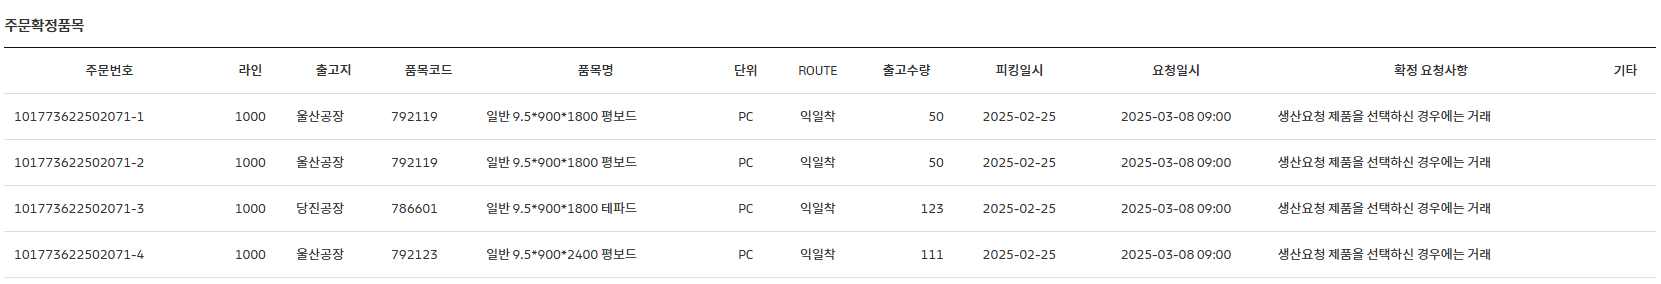 주문확정품목
주문번호 라인 출고지 품목코드 품목명 단위 ROUTE 출고수량 피킹일시 요청일시 확정 요청사항 기타
101773622502071-1 1000 울산공장 792119 일반 9.5*900*1800 평보드 PC 익일착 50 2025-02-25 2025-03-08 09:00 생산요청 제품을 선택하신 경우에는 거래
101773622502071-2 1000 울산공장 792119 일반 9.5*900*1800 평보드 PC 익일착 50 2025-02-25 2025-03-08 09:00 생산요청 제품을 선택하신 경우에는 거래
101773622502071-3 1000 당진공장 786601 일반 9.5*900*1800 테파드 PC 익일착 123 2025-02-25 2025-03-08 09:00 생산요청 제품을 선택하신 경우에는 거래
101773622502071-4 1000 울산공장 792123 일반 9.5*900*2400 평보드 PC 익일착 111 2025-02-25 2025-03-08 09:00 생산요청 제품을 선택하신 경우에는 거래